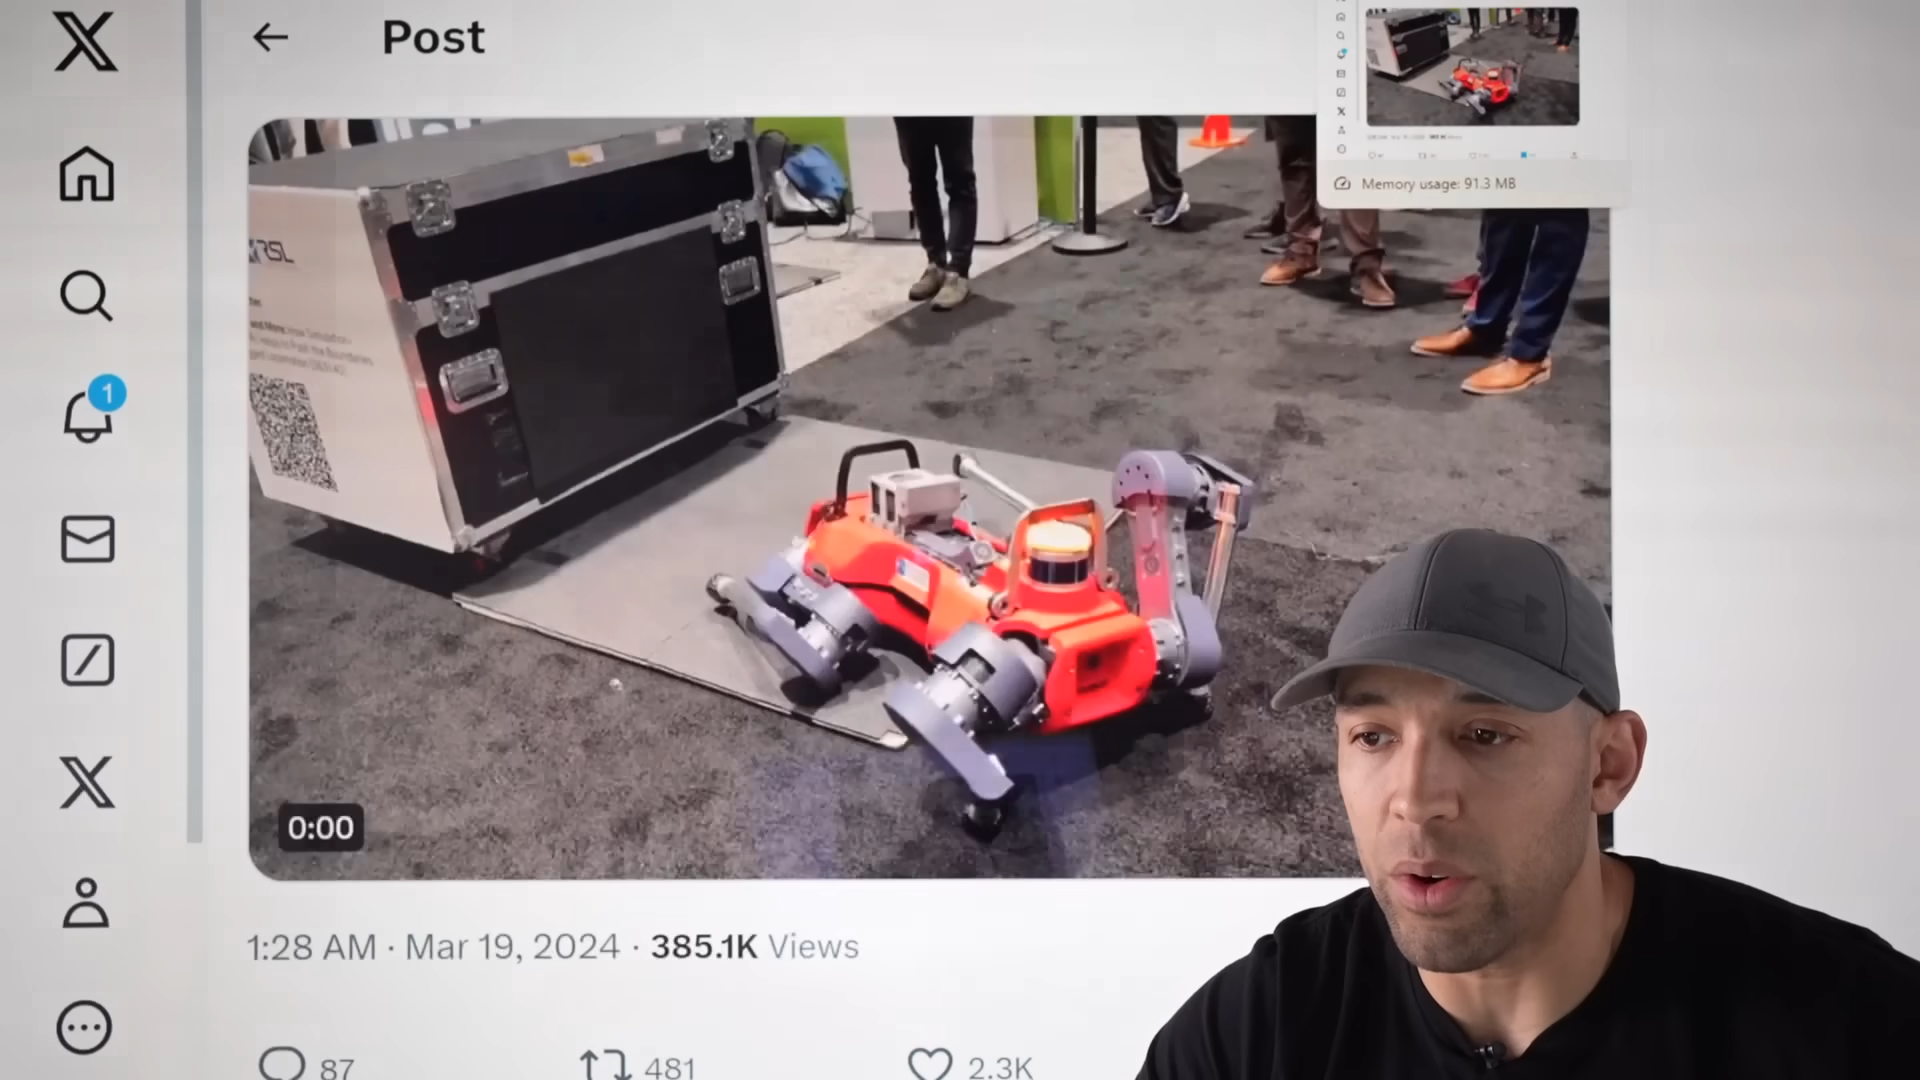 Post
Memory usage: 91.3 MB
RSL
1
0:00
1:28 AM · Mar 19, 2024 · 385.1K Views
87 481 2.3K